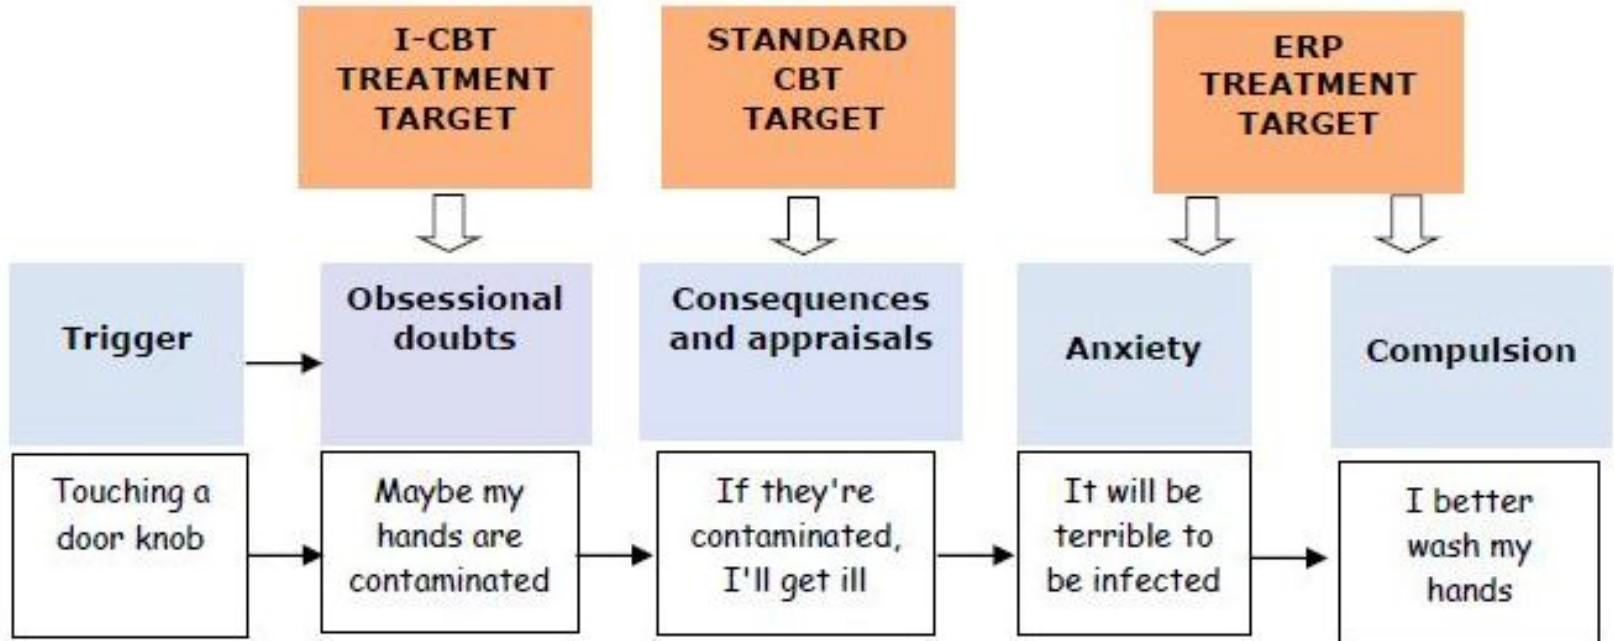 I-CBT
TREATMENT
TARGET
STANDARD
CBT
TARGET
ERP
TREATMENT
TARGET
Trigger
Obsessional
doubts
Consequences
and appraisals
Anxiety
Compulsion
Touching a
door knob
Maybe my
hands are
contaminated
If they're
contaminated,
I'll get ill
It will be
terrible to
be infected
I better
wash my
hands